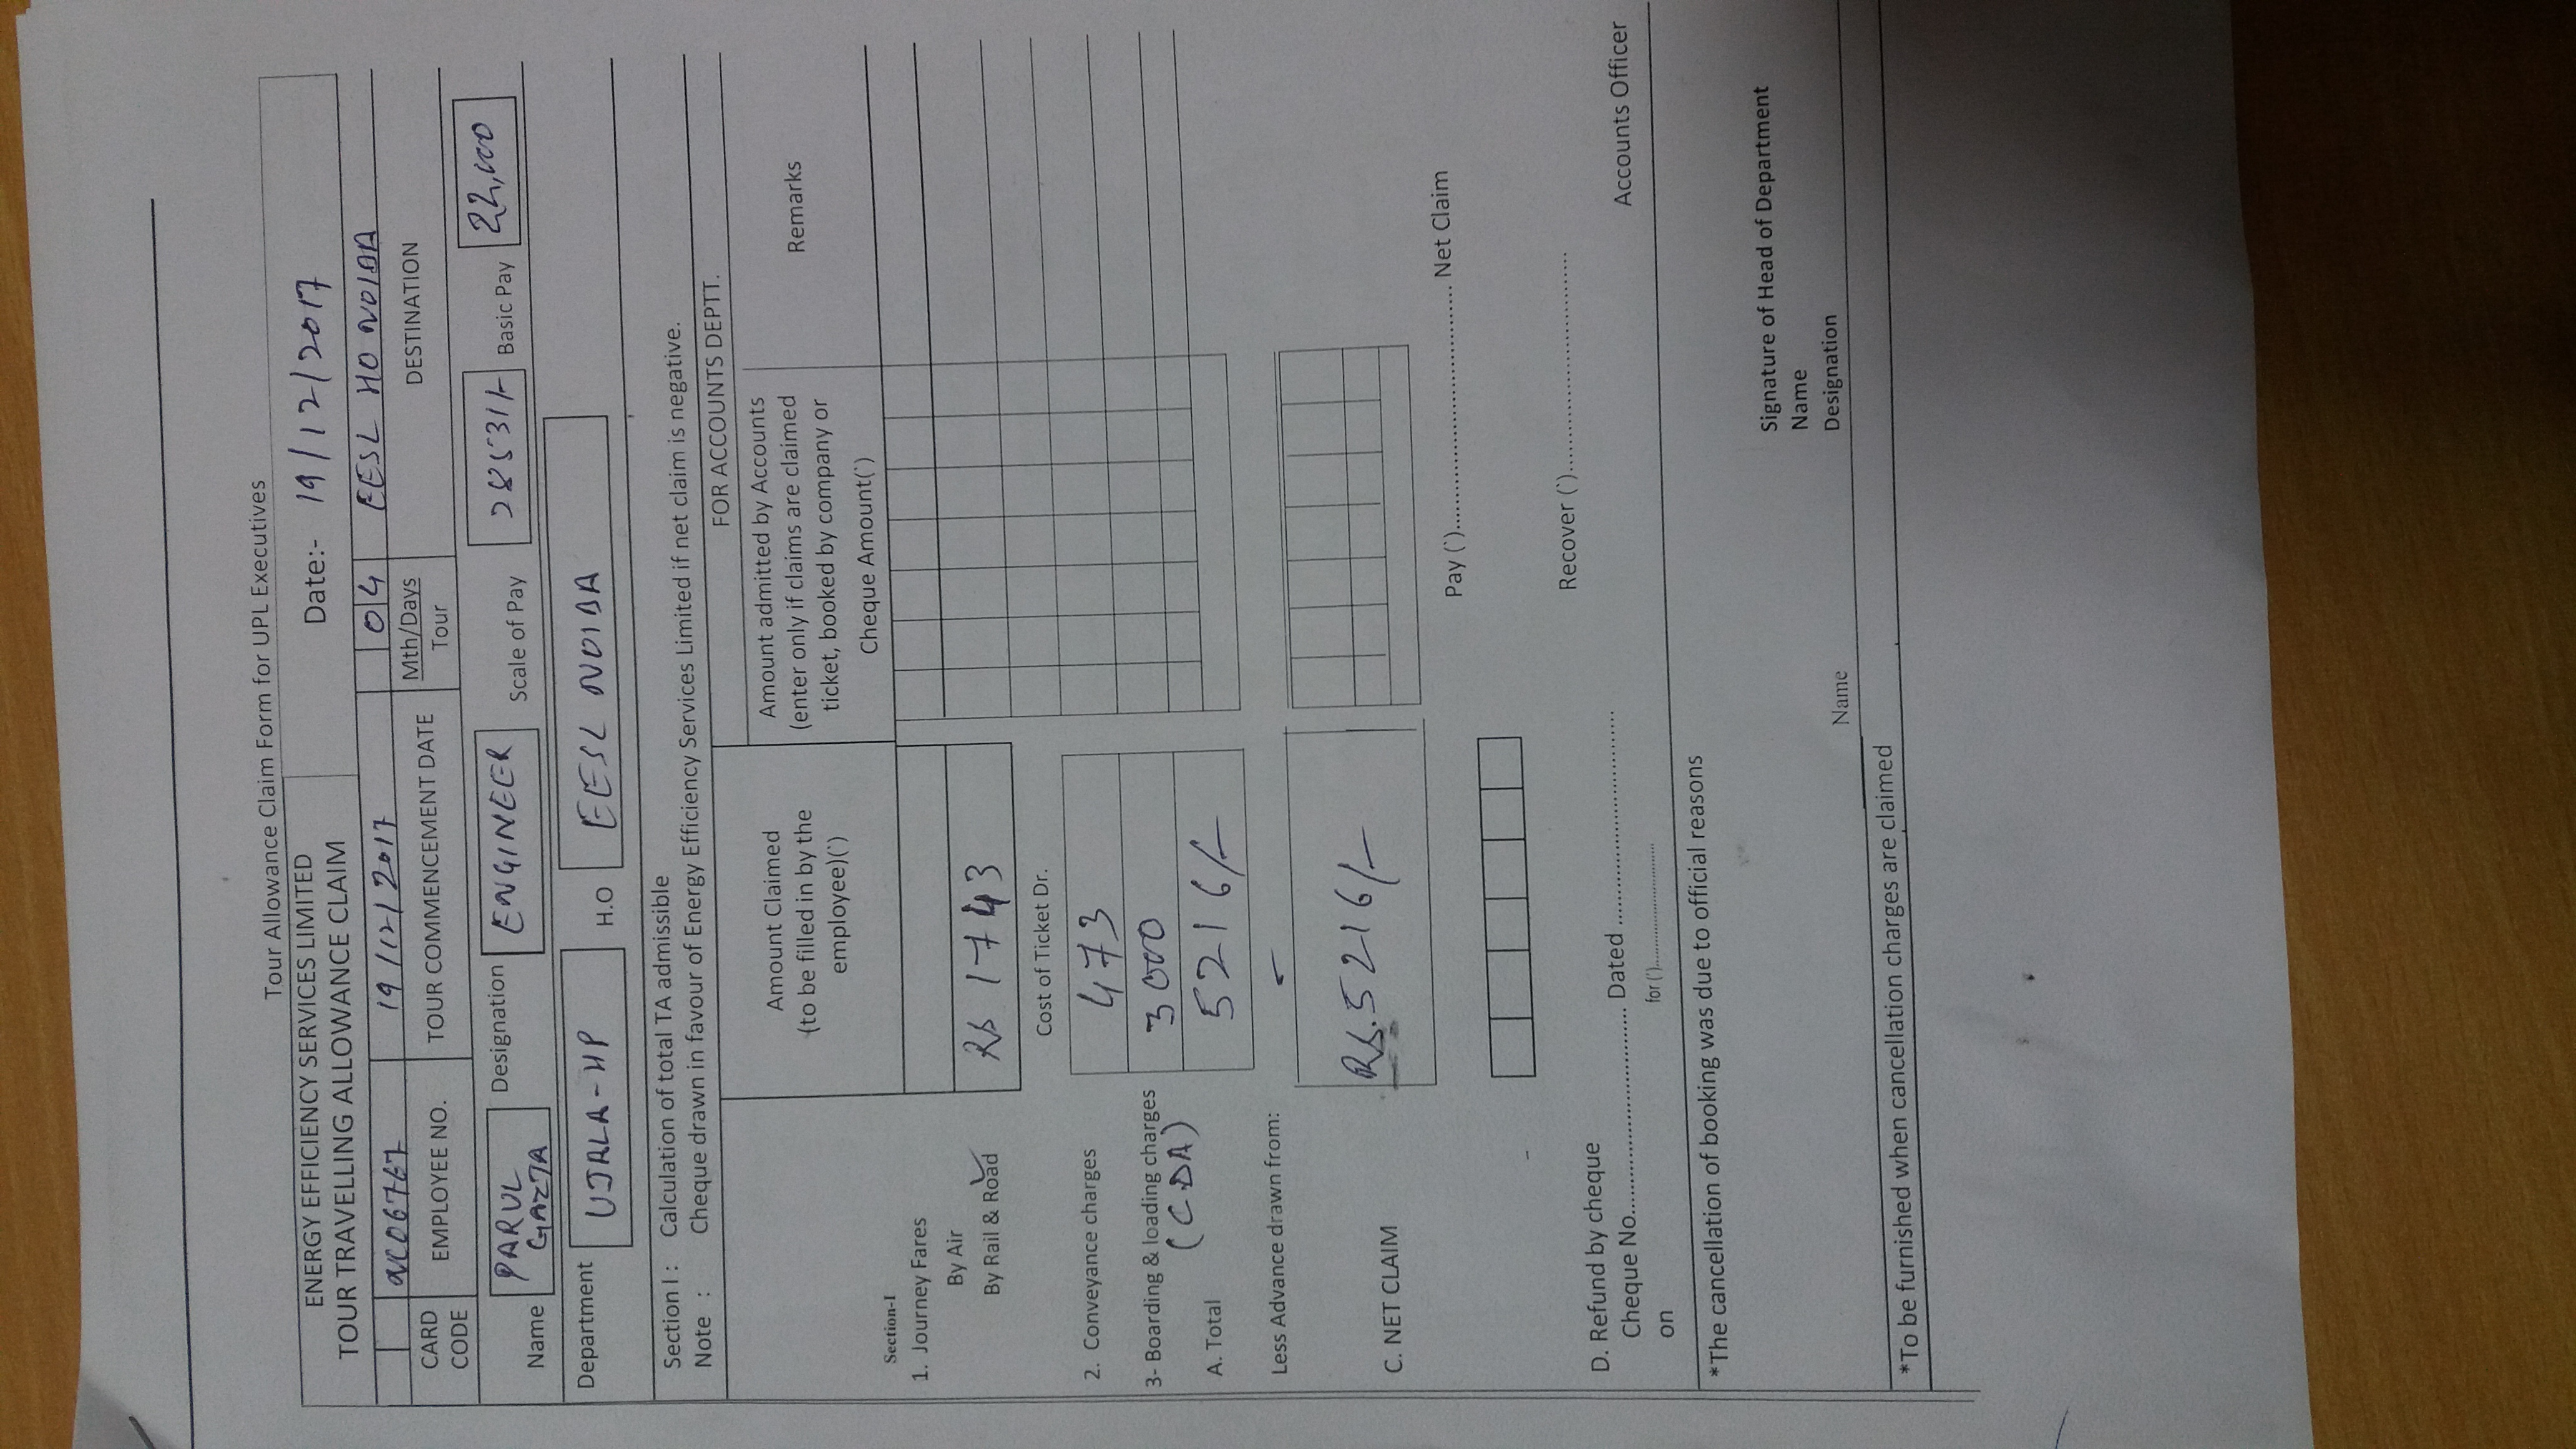 Tour Allowance Claim Form for UPL Executives
ENERGY EFFICIENCY SERVICES LIMITED
TOUR TRAVELLING ALLOWANCE CLAIM
Date:- 19/12/2017
06767 19/12/2017 04 EESL HO NOIDA
CARD CODE EMPLOYEE NO. TOUR COMMENCEMENT DATE Mth/Days Tour DESTINATION
Name PARUL GAZTA Designation ENGINEER Scale of Pay 28531/- Basic Pay 22,000
Department UJALA-HP H.O EESL NOIDA
Section I : Calculation of total TA admissible
Note : Cheque drawn in favour of Energy Efficiency Services Limited if net claim is negative.
FOR ACCOUNTS DEPTT.
Amount Claimed
(to be filled in by the
employee)(`)
Amount admitted by Accounts
(enter only if claims are claimed
ticket, booked by company or
Cheque Amount(`)
Remarks
Section-I
1. Journey Fares
By Air
By Rail & Road Rs 1743
Cost of Ticket Dr.
2. Conveyance charges 473
3- Boarding & loading charges 3000
(CDA)
A. Total 5216/-
Less Advance drawn from: -
C. NET CLAIM Rs.5216/-
Pay (`).................................... Net Claim
Recover (`)..................................
D. Refund by cheque
Cheque No................................ Dated ..................................
on for (`)...............................
Accounts Officer
*The cancellation of booking was due to official reasons
Signature of Head of Department
Name
Name
Designation
*To be furnished when cancellation charges are claimed